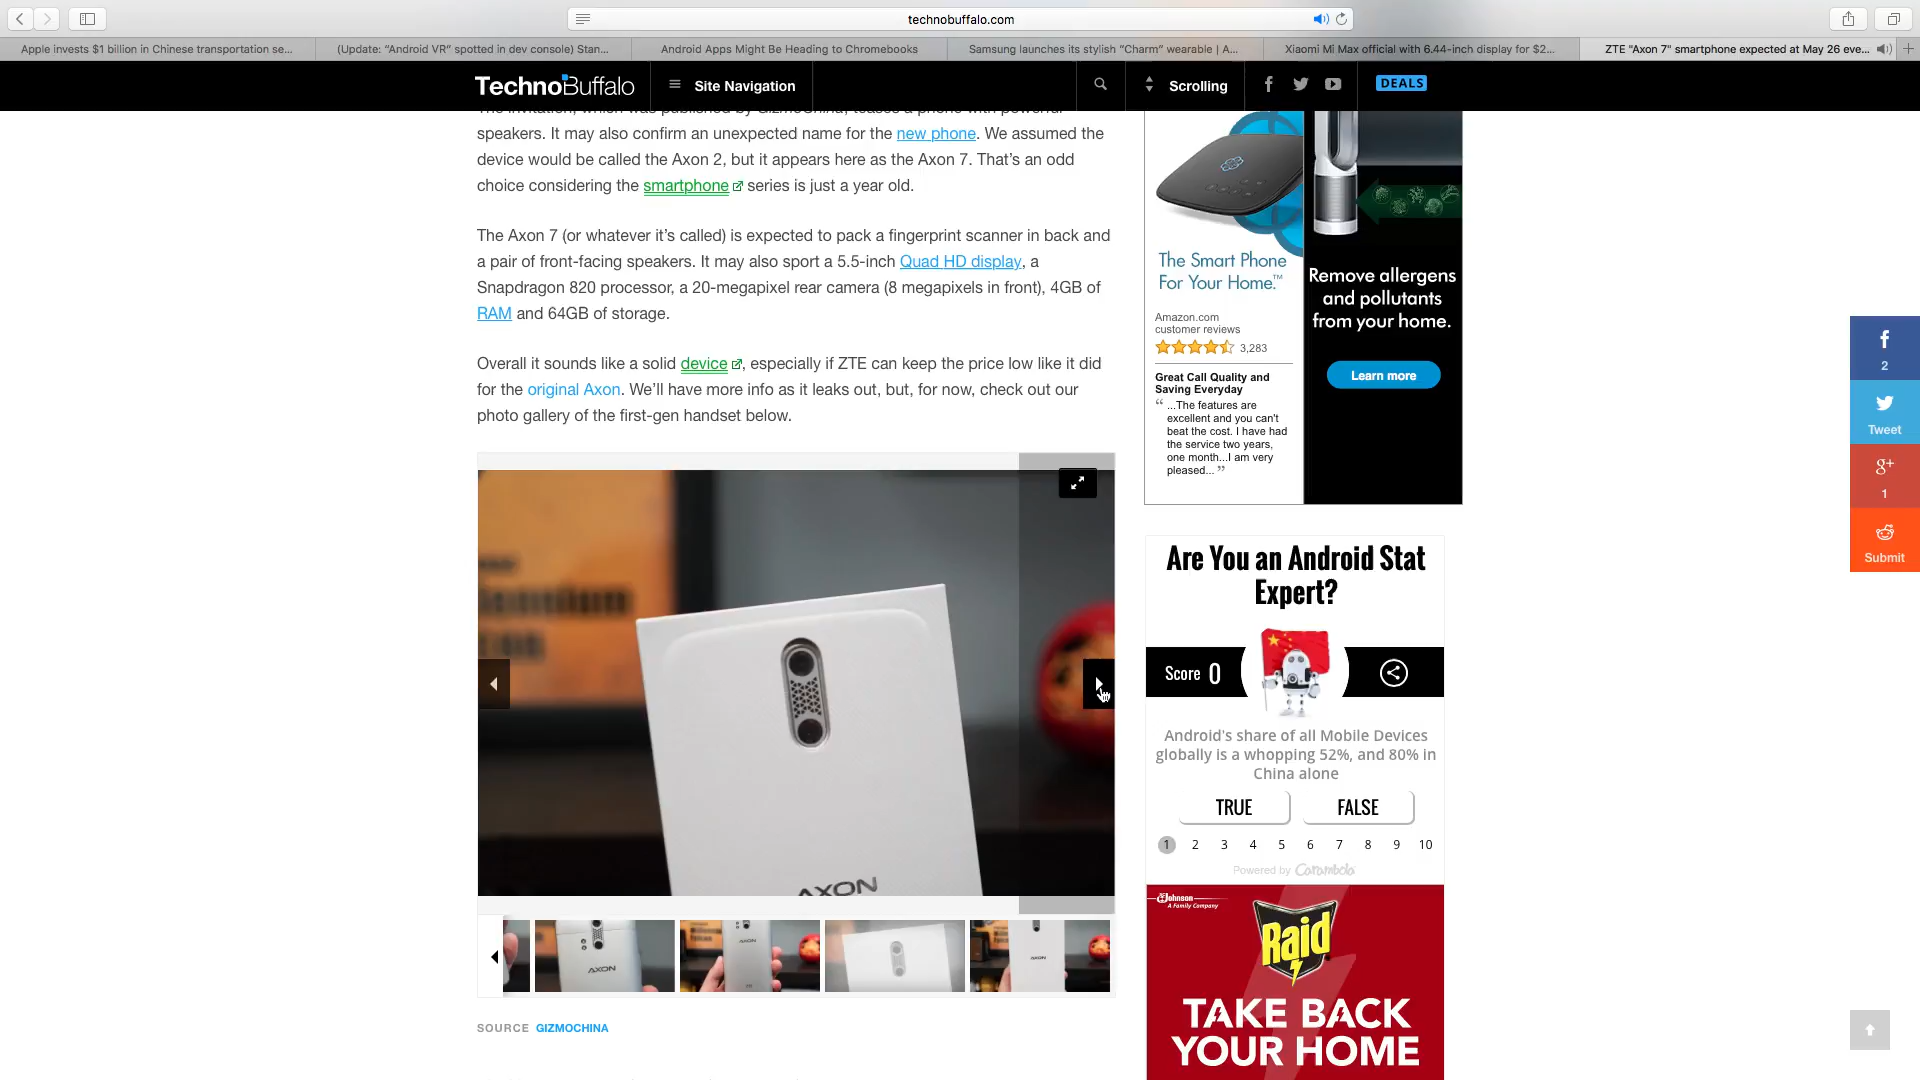 technobuffalo.com
Apple invests $1 billion in Chinese transportation se...
(Update: “Android VR” spotted in dev console) Stan...
Android Apps Might Be Heading to Chromebooks
Samsung launches its stylish “Charm” wearable | A...
Xiaomi Mi Max official with 6.44-inch display for $2...
ZTE "Axon 7" smartphone expected at May 26 eve...
TechnoBuffalo
Site Navigation
Scrolling
DEALS
speakers. It may also confirm an unexpected name for the new phone. We assumed the
device would be called the Axon 2, but it appears here as the Axon 7. That’s an odd
choice considering the smartphone series is just a year old.
The Axon 7 (or whatever it’s called) is expected to pack a fingerprint scanner in back and
a pair of front-facing speakers. It may also sport a 5.5-inch Quad HD display, a
Snapdragon 820 processor, a 20-megapixel rear camera (8 megapixels in front), 4GB of
RAM and 64GB of storage.
Overall it sounds like a solid device, especially if ZTE can keep the price low like it did
for the original Axon. We’ll have more info as it leaks out, but, for now, check out our
photo gallery of the first-gen handset below.
AXON
AXON
AXON
AXON
SOURCE GIZMOCHINA
The Smart Phone
For Your Home.™
Amazon.com
customer reviews
3,283
Great Call Quality and
Saving Everyday
“ ...The features are
excellent and you can't
beat the cost. I have had
the service two years,
one month...I am very
pleased... ”
Remove allergens
and pollutants
from your home.
Learn more
Are You an Android Stat
Expert?
Score 0
Android's share of all Mobile Devices
globally is a whopping 52%, and 80% in
China alone
TRUE
FALSE
1 2 3 4 5 6 7 8 9 10
Powered by Carambola
Johnson
A Family Company
Raid
TAKE BACK
YOUR HOME
2
Tweet
g+
1
Submit